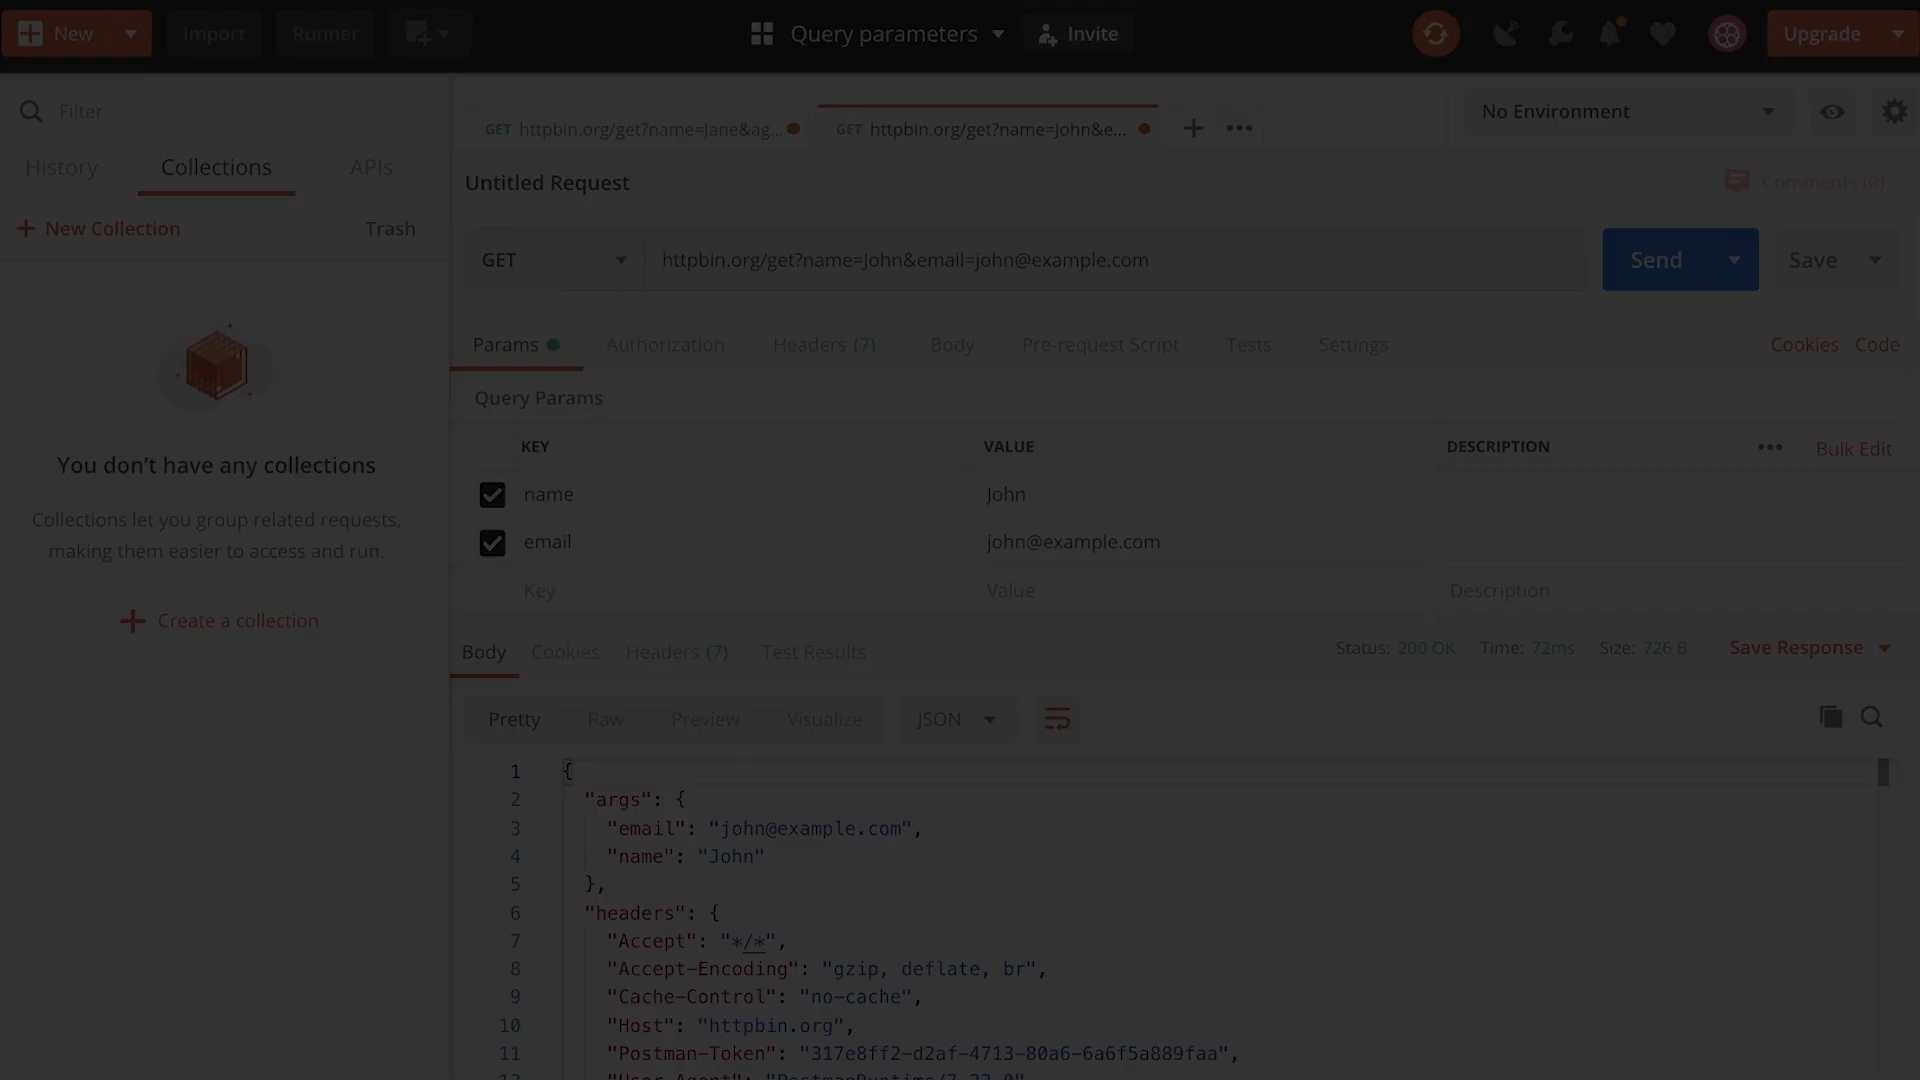 New Import Runner Query parameters Invite Upgrade
Filter
No Environment
GET httpbin.org/get?name=Jane&ag... GET httpbin.org/get?name=John&e... + •••
History Collections APIs
Untitled Request
Comments (0)
+ New Collection Trash
GET httpbin.org/get?name=John&email=john@example.com Send Save
Params Authorization Headers (7) Body Pre-request Script Tests Settings Cookies Code
Query Params
KEY VALUE DESCRIPTION ••• Bulk Edit
You don't have any collections
name John
Collections let you group related requests,
making them easier to access and run.
email john@example.com
Key Value Description
+ Create a collection
Body Cookies Headers (7) Test Results Status: 200 OK Time: 72ms Size: 726 B Save Response
Pretty Raw Preview Visualize JSON
1 {
2 "args": {
3 "email": "john@example.com",
4 "name": "John"
5 },
6 "headers": {
7 "Accept": "*/*",
8 "Accept-Encoding": "gzip, deflate, br",
9 "Cache-Control": "no-cache",
10 "Host": "httpbin.org",
11 "Postman-Token": "317e8ff2-d2af-4713-80a6-6a6f5a889faa",